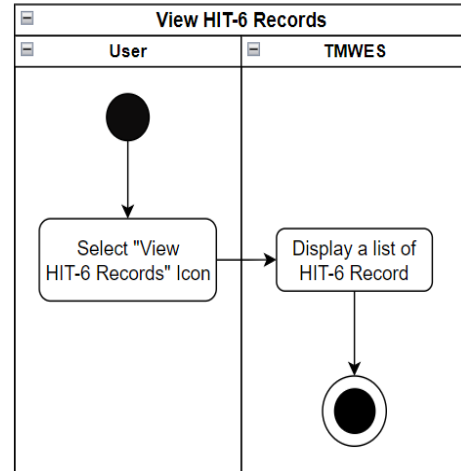 View HIT-6 Records
User
TMWES
Select "View
HIT-6 Records" Icon
Display a list of
HIT-6 Record